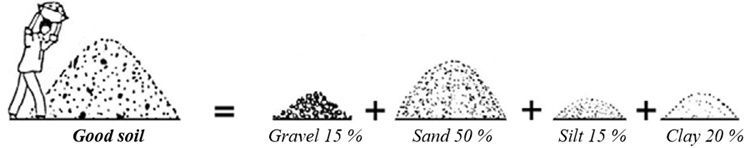 = + + +
Good soil Gravel 15 % Sand 50 % Silt 15 % Clay 20 %